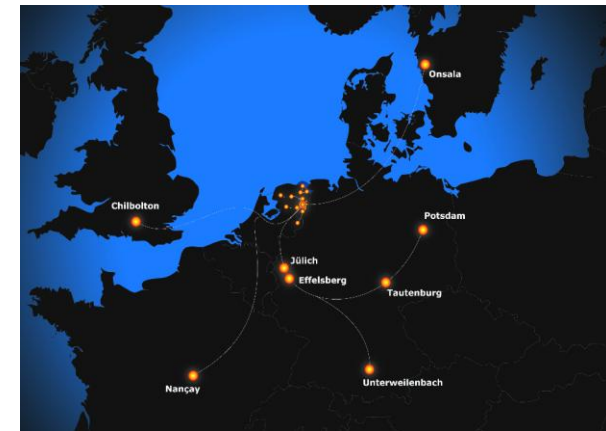 Onsala
Chilbolton
Potsdam
Jülich
Effelsberg
Tautenburg
Nançay
Unterweilenbach